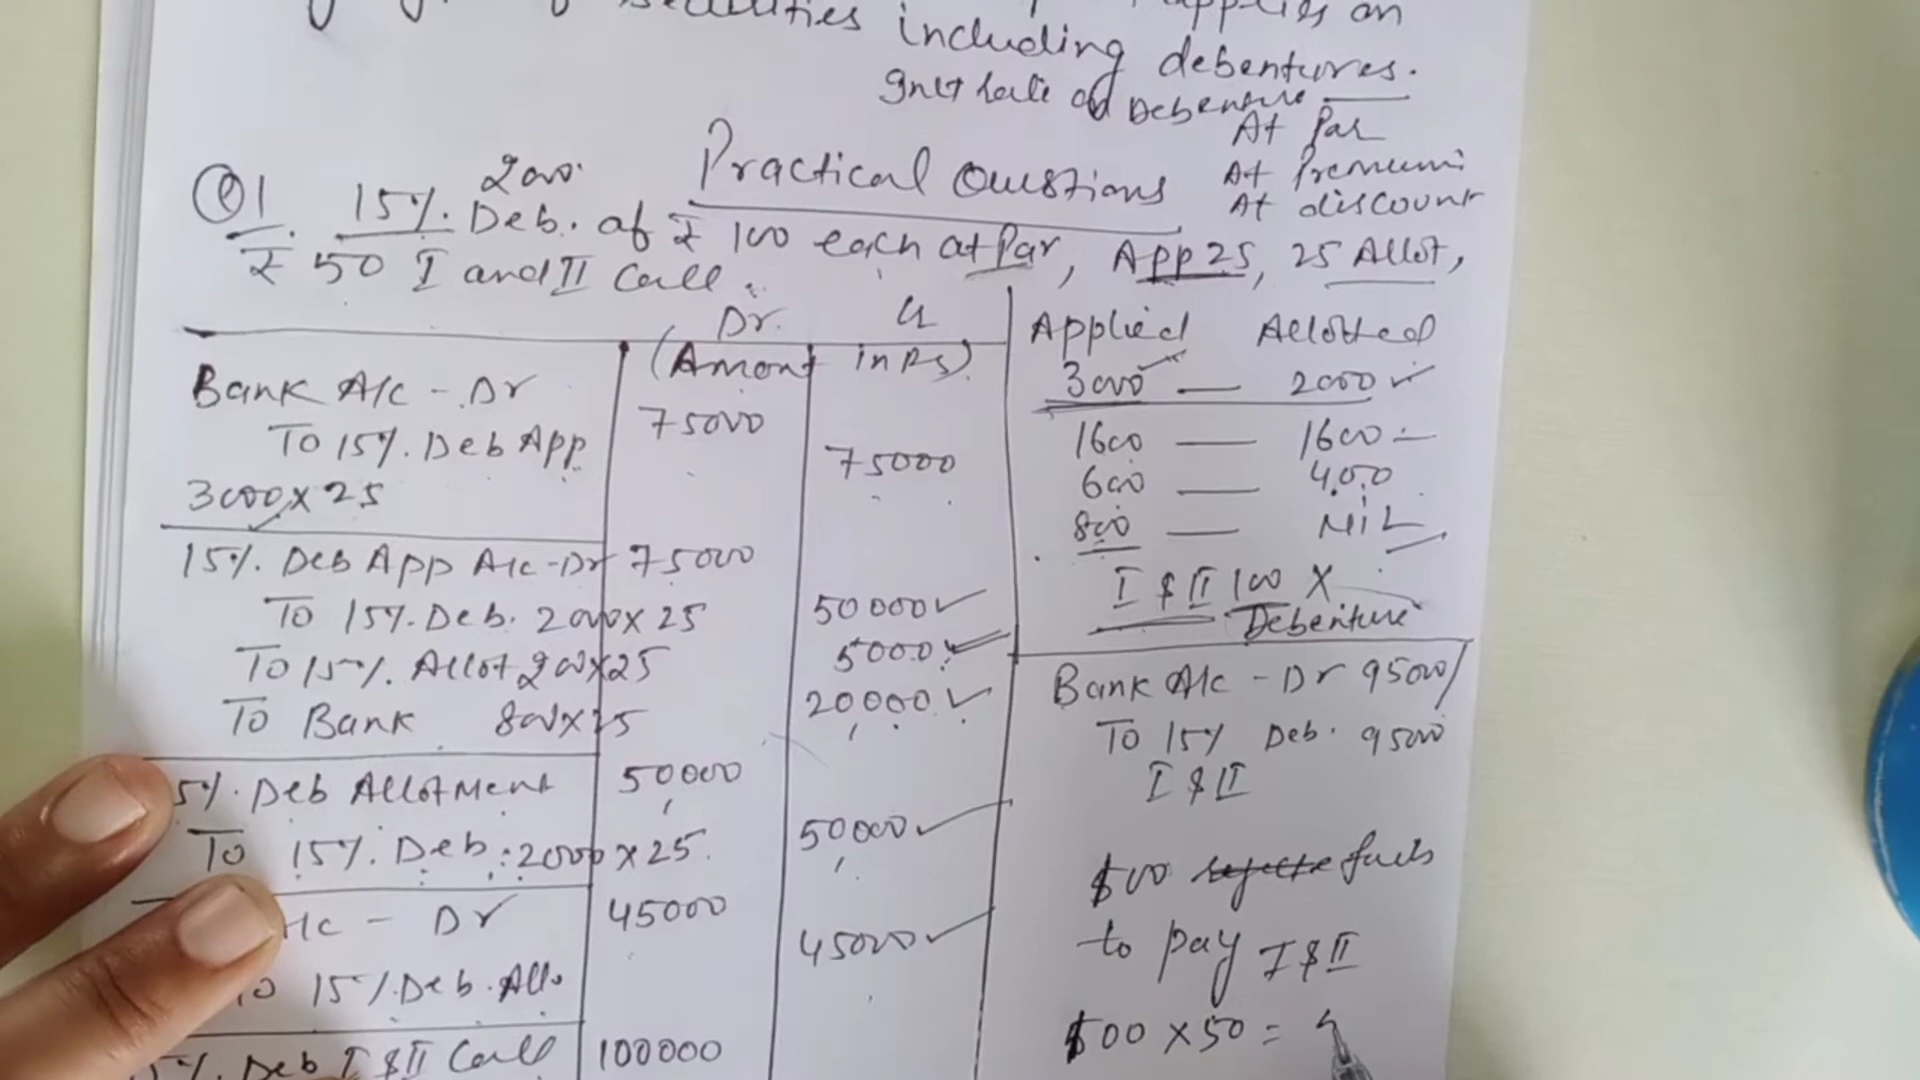 Securities including debentures.
applies on
Debenture
At Par
At Premium
At discount
Practical Questions
Q1 15%. 2000 Deb. of ₹ 100 each at Par, App 25, 25 Allot,
₹ 50 I and II Call.
Dr. Cr
(Amount in Rs)
Bank A/c - Dr 75000
To 15%. Deb App 75000
3000 x 25
15%. Deb App A/c - Dr 75000
To 15%. Deb. 2000 x 25 50000
To 15%. Allot 200 x 25 5000
To Bank 800 x 25 20000
5%. Deb Allotment 50000
To 15%. Deb. 2000 x 25. 50000
A/c - Dr 45000
To 15%. Deb. Allo 45000
5%. Deb I & II Call 100000
Applied Allotted
3000 — 2000
1600 — 1600
600 — 400
800 — NiL
I & II 100 X
Debenture
Bank A/c - Dr 95000
To 15% Deb. 95000
I & II
100 fails
to pay I & II
100 x 50 =